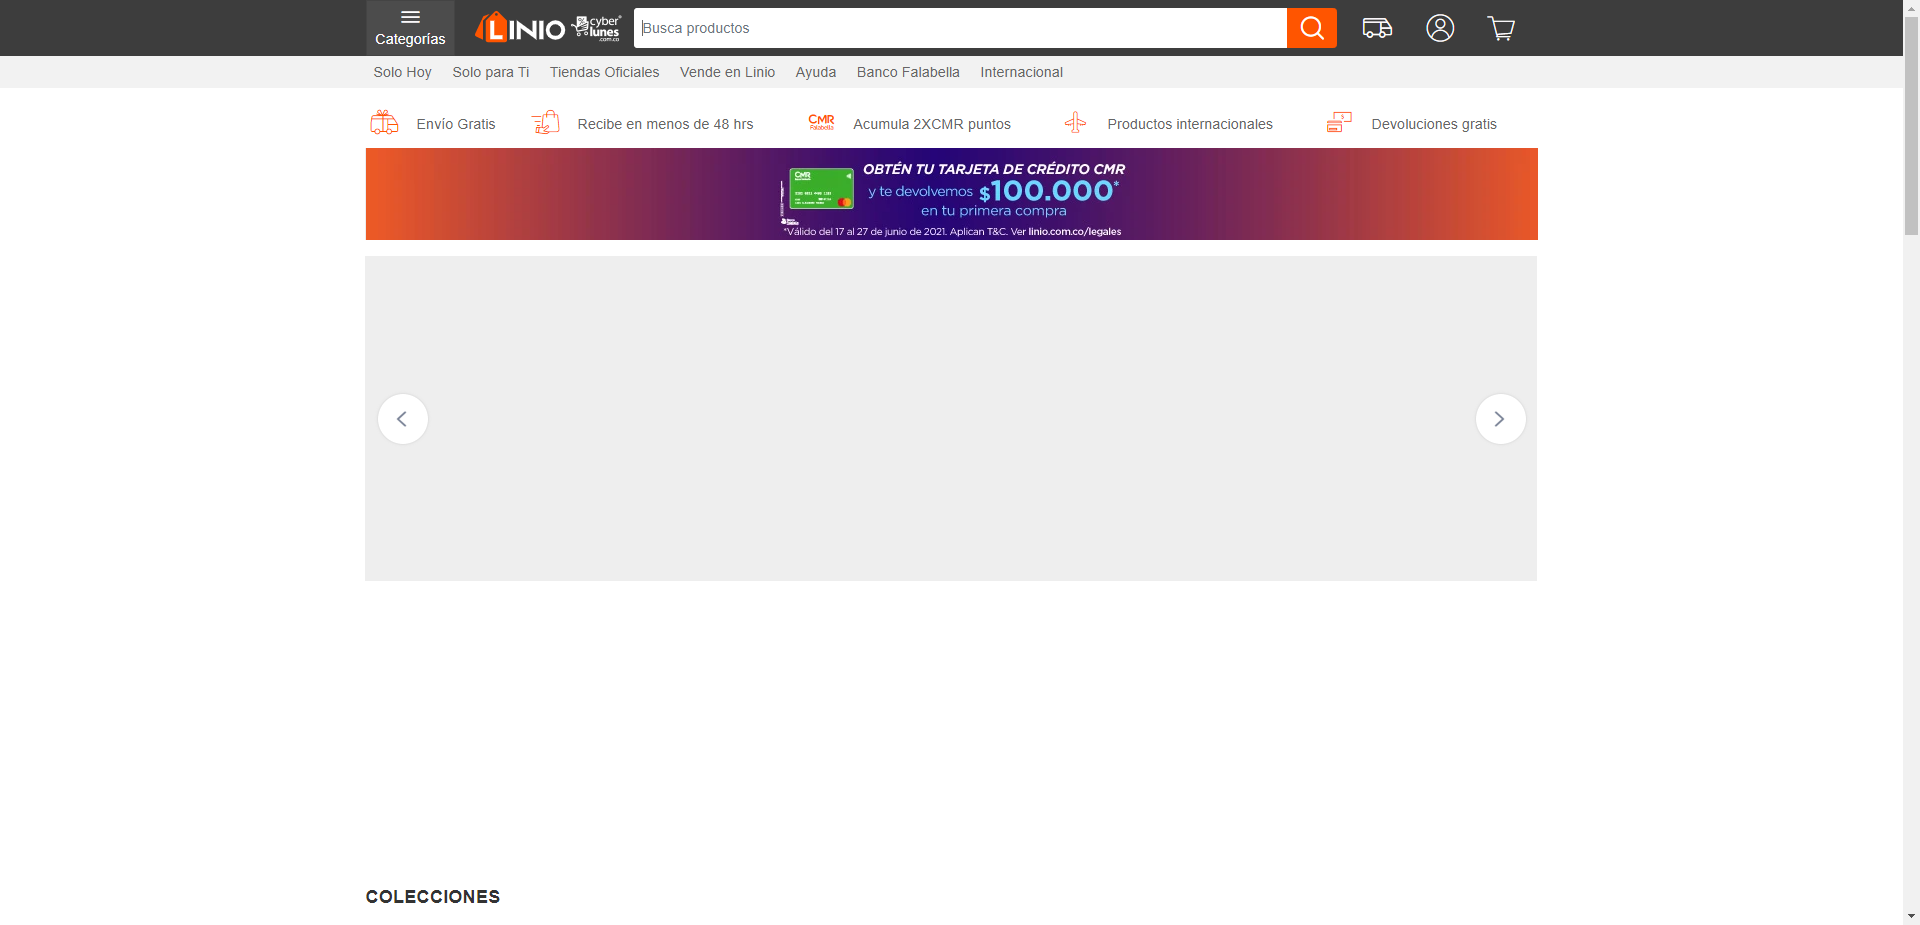 Categorías
LINIO
cyber
lunes
.com.co
Busca productos
Solo Hoy
Solo para Ti
Tiendas Oficiales
Vende en Linio
Ayuda
Banco Falabella
Internacional
Envío Gratis
Recibe en menos de 48 hrs
CMR
Falabella
Acumula 2XCMR puntos
Productos internacionales
Devoluciones gratis
CMR
OBTÉN TU TARJETA DE CRÉDITO CMR
y te devolvemos $100.000*
en tu primera compra
*Válido del 17 al 27 de junio de 2021. Aplican T&C. Ver linio.com.co/legales
COLECCIONES